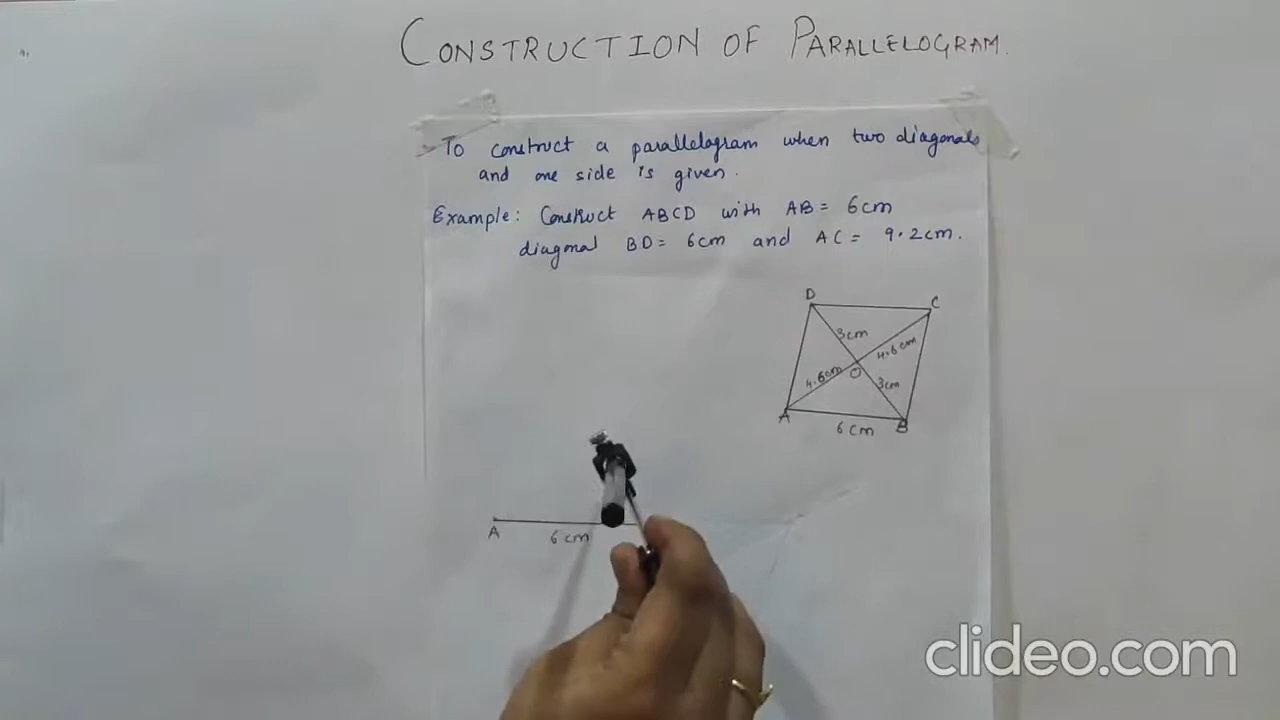 CONSTRUCTION OF PARALLELOGRAM.
To construct a parallelogram when two diagonals
and one side is given.
Example: Construct ABCD with AB = 6cm
diagonal BD = 6cm and AC = 9.2cm.
D
C
3cm
4.6cm
4.6cm
O
3cm
A
B
6 cm
A
6 cm
clideo.com